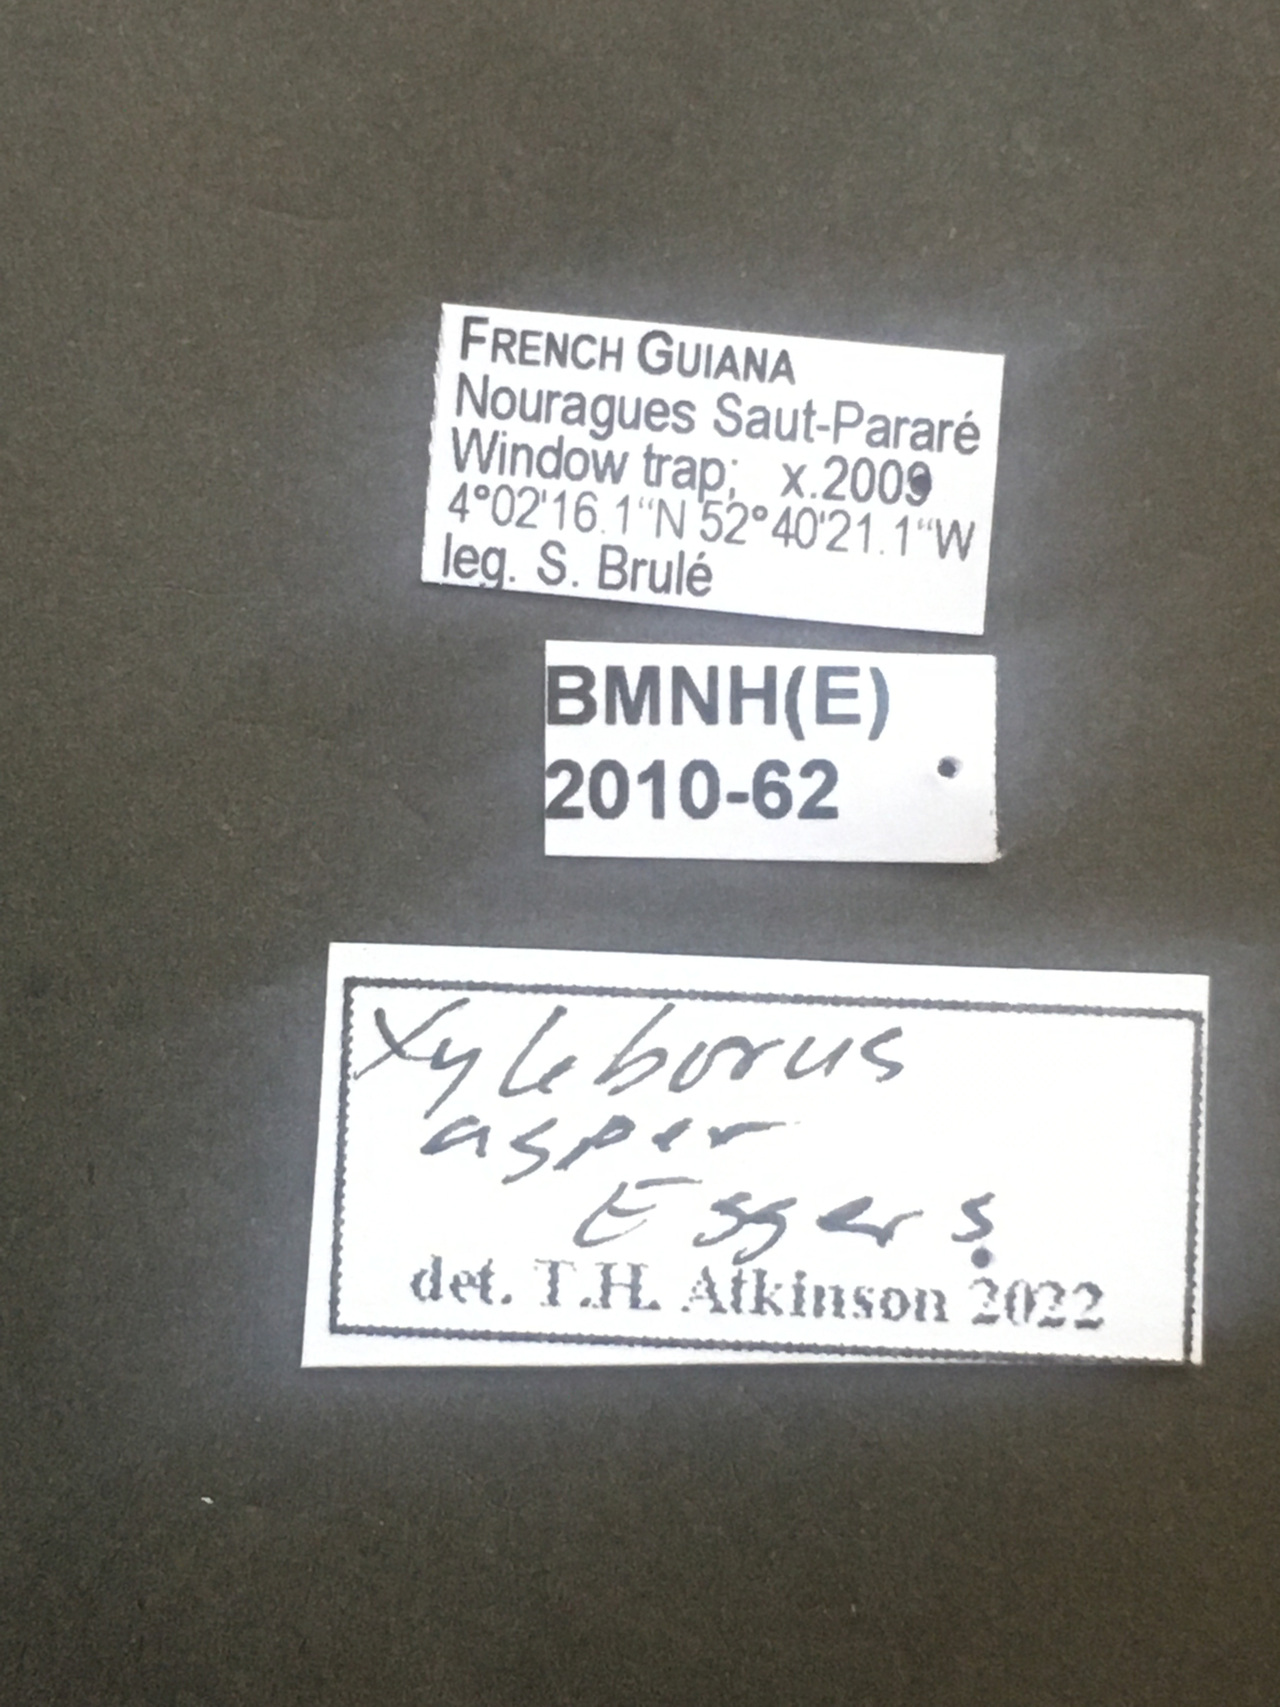 FRENCH GUIANA
Nouragues Saut-Pararé
Window trap; x.2009
4°02'16.1“N 52°40'21.1“W
leg. S. Brulé
BMNH(E)
2010-62
Xyleborus
asper
Eggers
det. T.H. Atkinson 2022